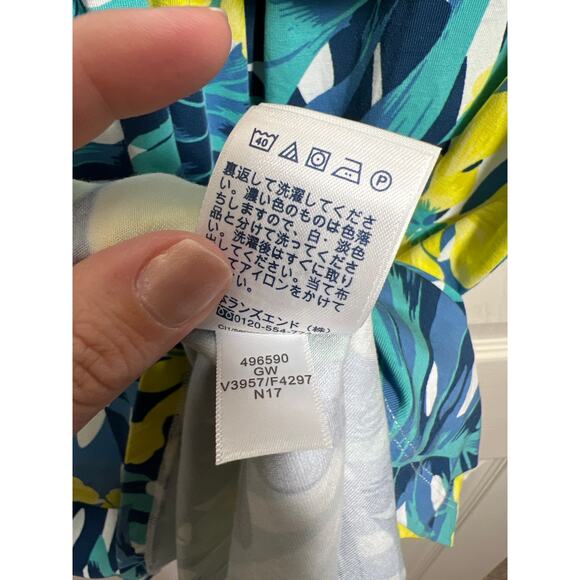 40 P
裏返して洗濯してくださ
い。濃い色のものは色落
ちしますので、白・淡色
品と分けて洗ってくださ
い。洗濯後はすぐに取り
出してください。当て布
してアイロンをかけて
い。
ランズエンド（株）
0120-554-77
496590
GW
V3957/F4297
N17